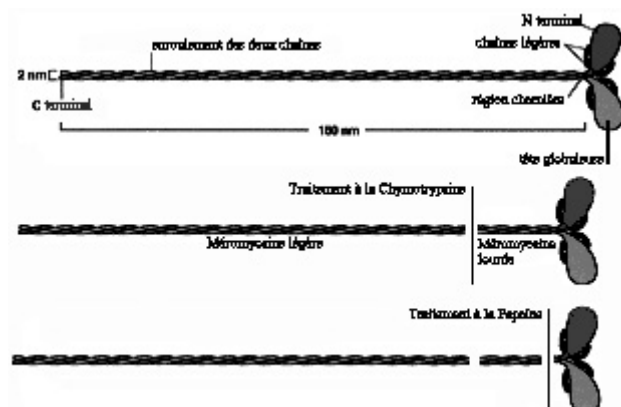 N terminal
enroulement des deux chaînes
chaînes légères
2 nm
C terminal
région charnière
150 nm
tête globuleuse
Traitement à la Chymotrypsine
Méromyosine légère
Méromyosine
lourde
Traitement à la Papaïne